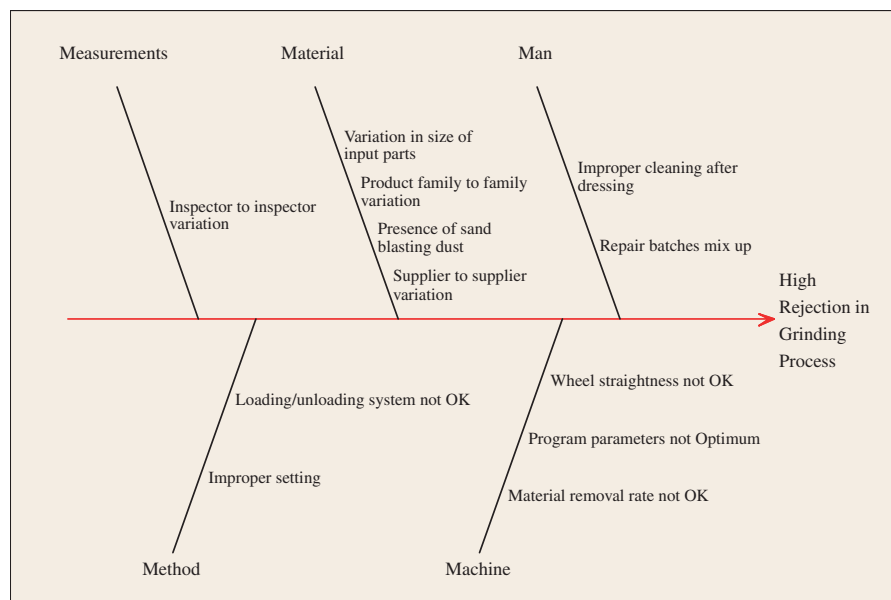 Measurements
Material
Man
Variation in size of
input parts
Product family to family
variation
Presence of sand
blasting dust
Supplier to supplier
variation
Inspector to inspector
variation
Improper cleaning after
dressing
Repair batches mix up
High
Rejection in
Grinding
Process
Loading/unloading system not OK
Improper setting
Wheel straightness not OK
Program parameters not Optimum
Material removal rate not OK
Method
Machine